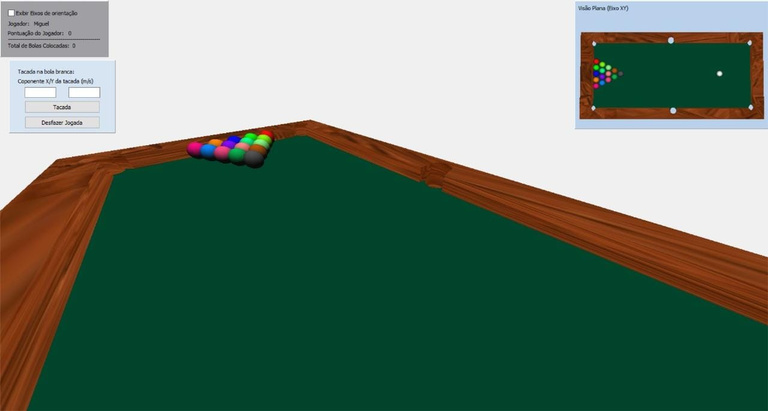 Exibir Eixos de orientação
Jogador: Miguel
Pontuação do Jogador: 0
Total de Bolas Colocadas: 0
Tacada na bola branca:
Coponente X/Y da tacada (m/s)
Tacada
Desfazer Jogada
Visão Plana (Eixo XY)